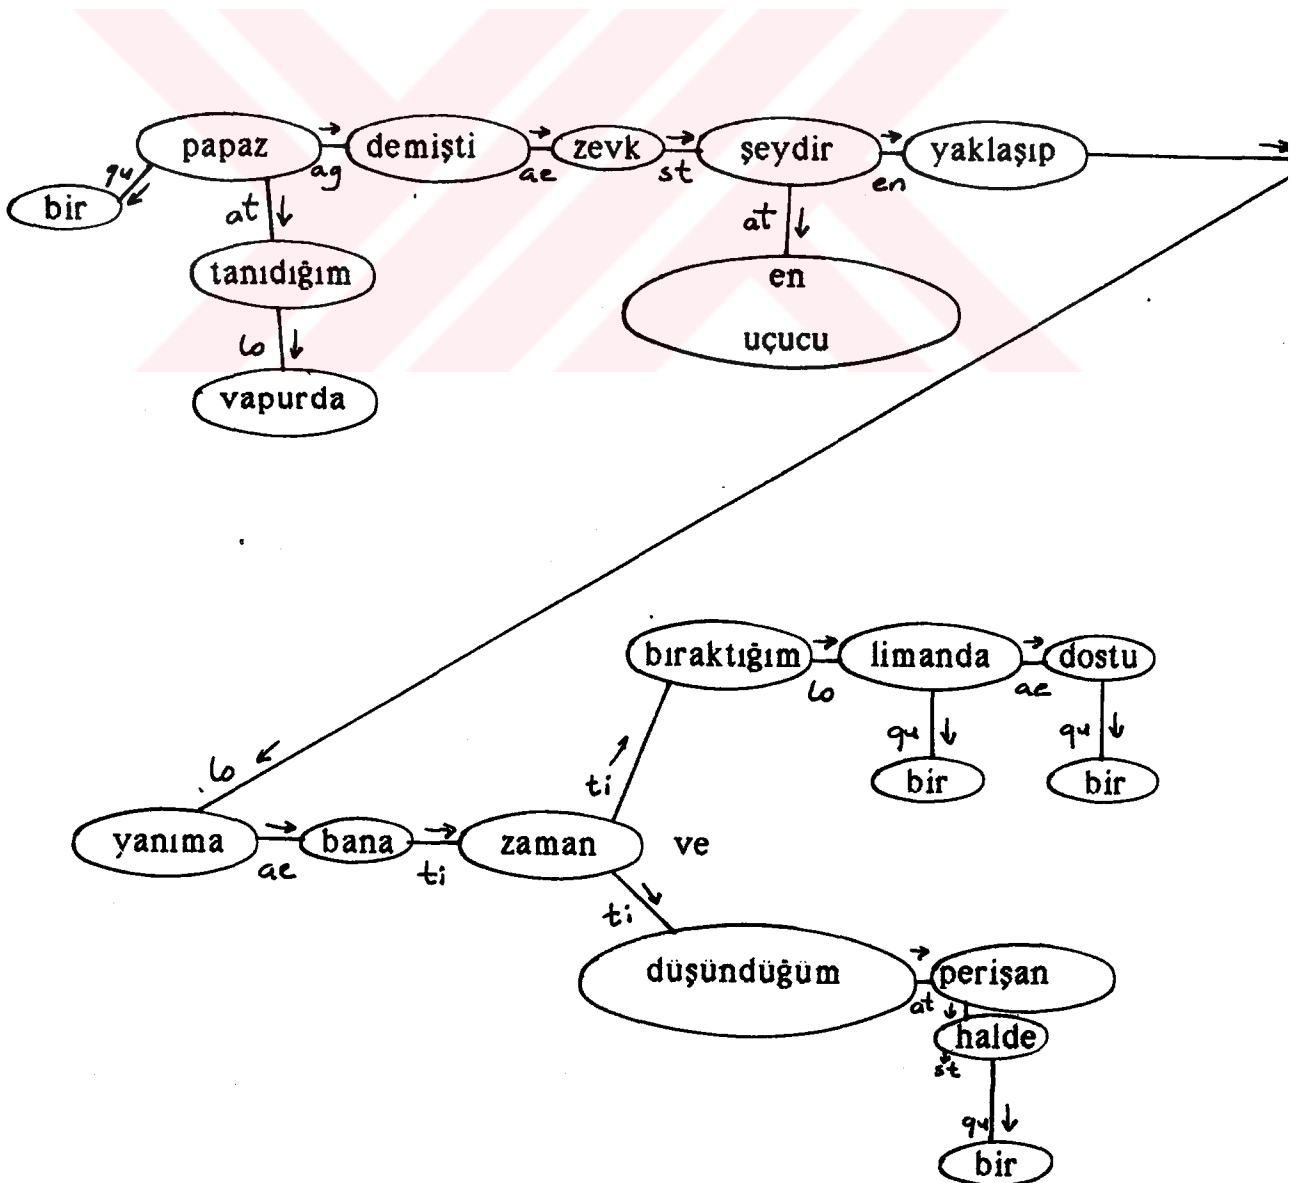 papaz demişti zevk şeydir yaklaşıp
ag ae st en
qu
bir
at at
tanıdığım
en
uçucu
lo
vapurda
bıraktığım limanda dostu
lo ae
qu qu
bir bir
lo
ti
yanıma bana zaman ve
ae ti
ti
düşündüğüm perişan
at
halde
st
qu
bir